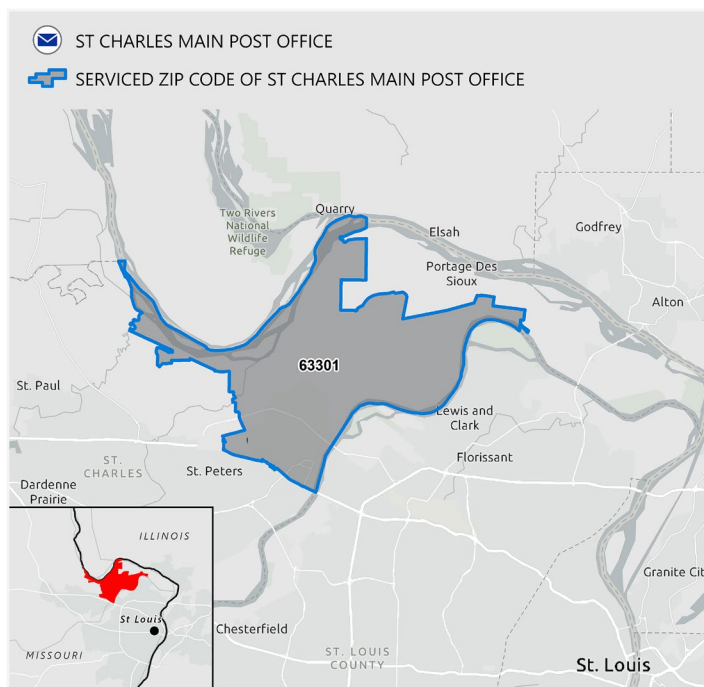 ST CHARLES MAIN POST OFFICE
SERVICED ZIP CODE OF ST CHARLES MAIN POST OFFICE
Quarry
Two Rivers
National
Wildlife
Refuge
Elsah
Godfrey
Portage Des
Sioux
Alton
63301
St. Paul
Lewis and
Clark
Florissant
ST.
CHARLES
St. Peters
Dardenne
Prairie
ILLINOIS
St Louis
MISSOURI
Chesterfield
ST. LOUIS
COUNTY
Granite Cit
St. Louis